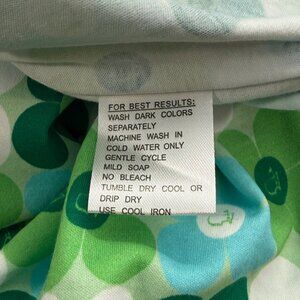 FOR BEST RESULTS:
WASH DARK COLORS
SEPARATELY
MACHINE WASH IN
COLD WATER ONLY
GENTLE CYCLE
MILD SOAP
NO BLEACH
TUMBLE DRY COOL OR
DRIP DRY
USE COOL IRON